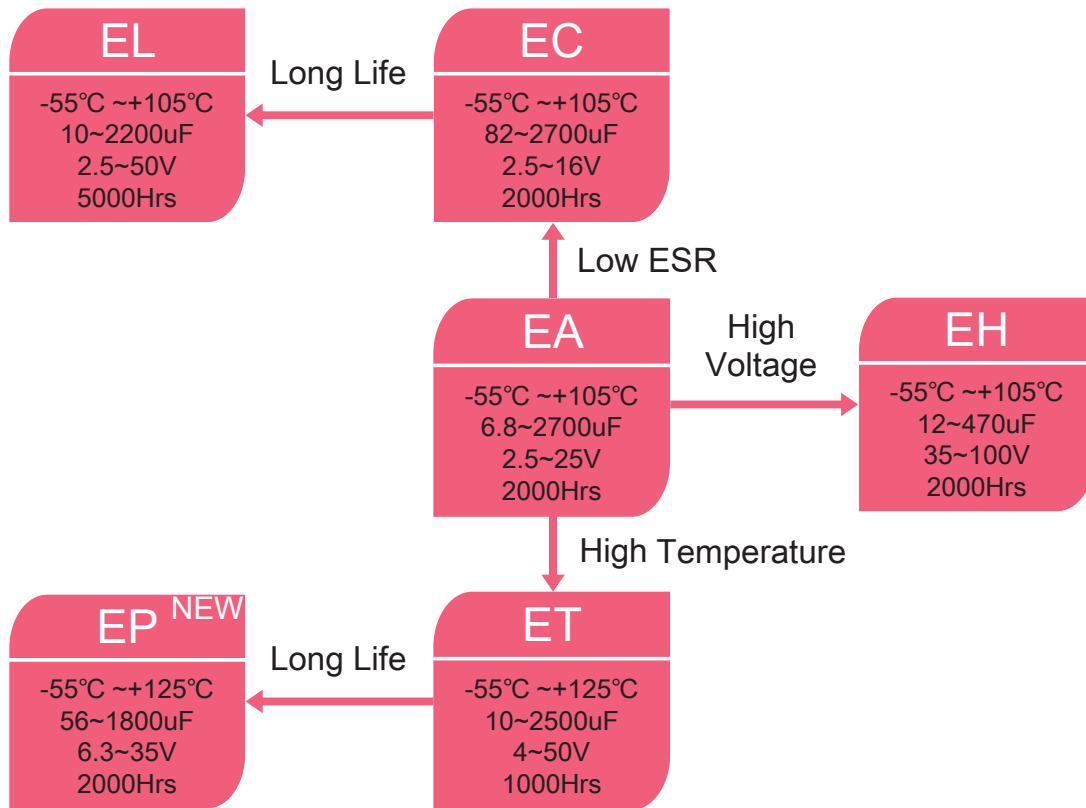 EL
-55℃ ~+105℃
10~2200uF
2.5~50V
5000Hrs
Long Life
EC
-55℃ ~+105℃
82~2700uF
2.5~16V
2000Hrs
Low ESR
EA
-55℃ ~+105℃
6.8~2700uF
2.5~25V
2000Hrs
High
Voltage
EH
-55℃ ~+105℃
12~470uF
35~100V
2000Hrs
High Temperature
EP NEW
-55℃ ~+125℃
56~1800uF
6.3~35V
2000Hrs
Long Life
ET
-55℃ ~+125℃
10~2500uF
4~50V
1000Hrs